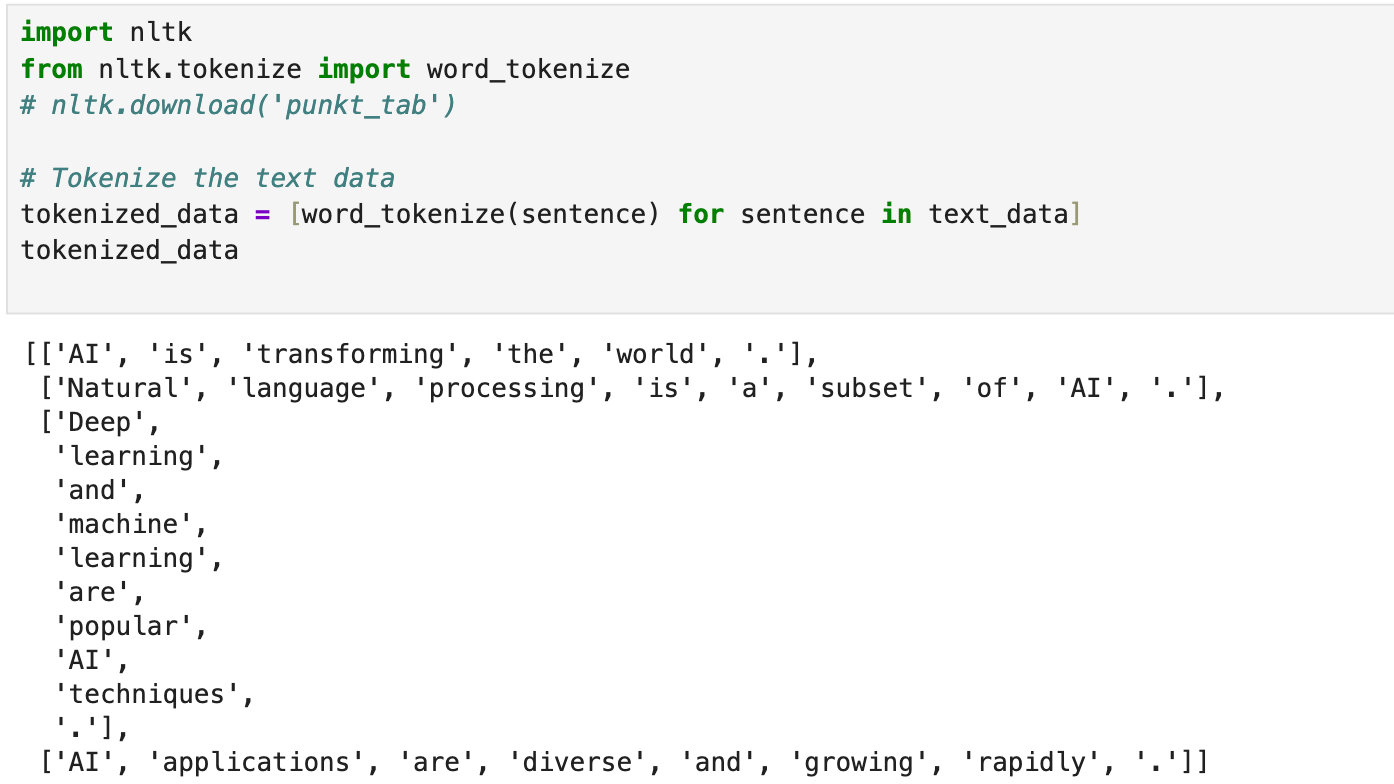 import nltk
from nltk.tokenize import word_tokenize
# nltk.download('punkt_tab')

# Tokenize the text data
tokenized_data = [word_tokenize(sentence) for sentence in text_data]
tokenized_data

[['AI', 'is', 'transforming', 'the', 'world', '.'],
 ['Natural', 'language', 'processing', 'is', 'a', 'subset', 'of', 'AI', '.'],
 ['Deep',
  'learning',
  'and',
  'machine',
  'learning',
  'are',
  'popular',
  'AI',
  'techniques',
  '.'],
 ['AI', 'applications', 'are', 'diverse', 'and', 'growing', 'rapidly', '.']]